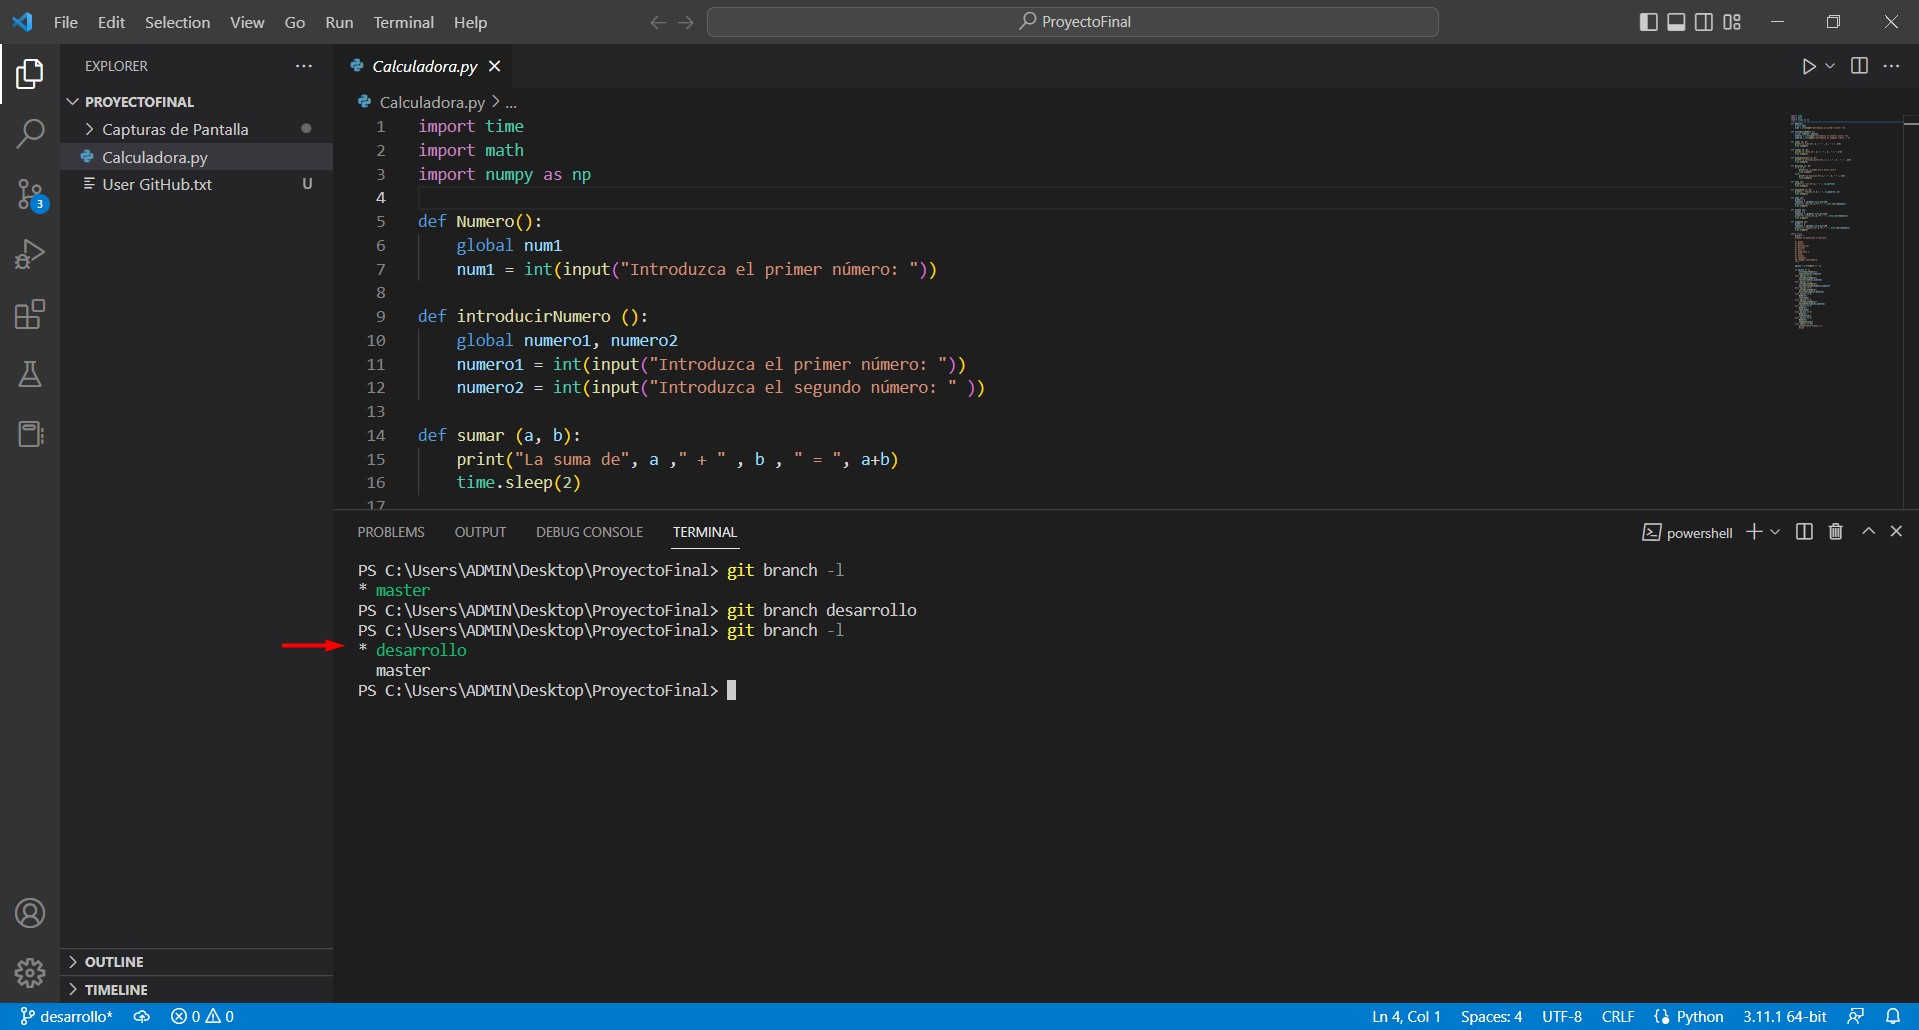 File Edit Selection View Go Run Terminal Help
ProyectoFinal
EXPLORER
PROYECTOFINAL
Capturas de Pantalla
Calculadora.py
User GitHub.txt U
3
Calculadora.py
Calculadora.py > ...
1 import time
2 import math
3 import numpy as np
4
5 def Numero():
6 global num1
7 num1 = int(input("Introduzca el primer número: "))
8
9 def introducirNumero ():
10 global numero1, numero2
11 numero1 = int(input("Introduzca el primer número: "))
12 numero2 = int(input("Introduzca el segundo número: " ))
13
14 def sumar (a, b):
15 print("La suma de", a ," + " , b , " = ", a+b)
16 time.sleep(2)
17
PROBLEMS OUTPUT DEBUG CONSOLE TERMINAL
powershell
PS C:\Users\ADMIN\Desktop\ProyectoFinal> git branch -l
* master
PS C:\Users\ADMIN\Desktop\ProyectoFinal> git branch desarrollo
PS C:\Users\ADMIN\Desktop\ProyectoFinal> git branch -l
* desarrollo
master
PS C:\Users\ADMIN\Desktop\ProyectoFinal>
OUTLINE
TIMELINE
desarrollo* 0 0
Ln 4, Col 1 Spaces: 4 UTF-8 CRLF Python 3.11.1 64-bit